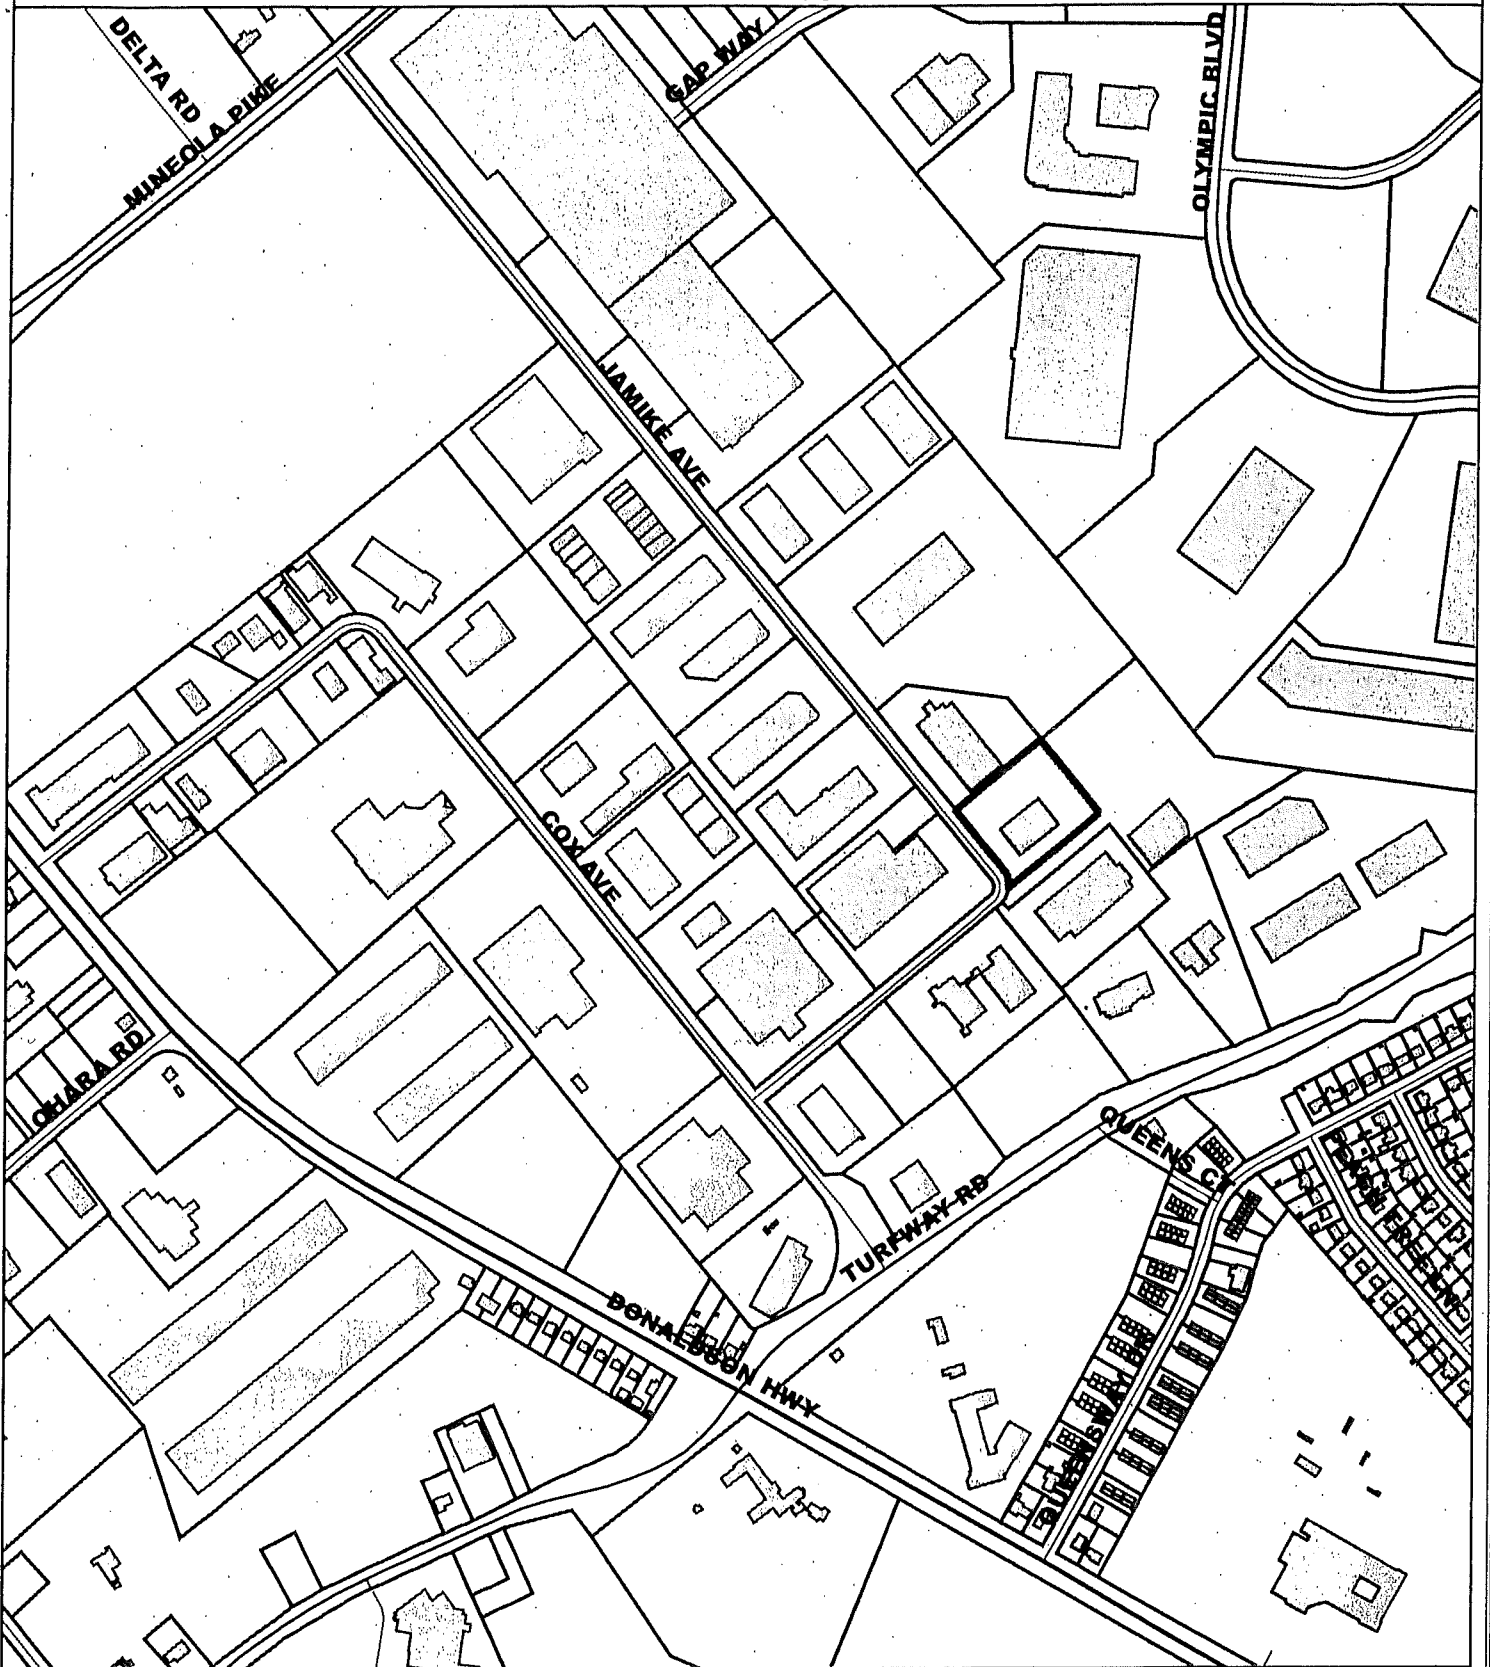 DELTA RD
MINEOLA PIKE
GAP WAY
OLYMPIC BLVD
JAMIKE AVE
COX AVE
OHARA RD
QUEENS CT
TURFWAY RD
DONALDSON HWY
QUEENSWAY DR
GREEN